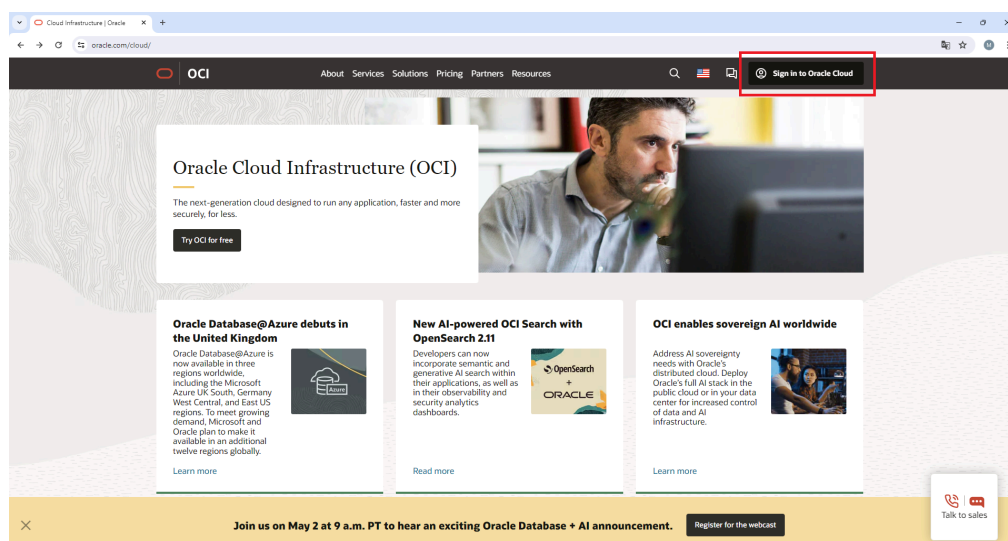 Cloud Infrastructure | Oracle
oracle.com/cloud/
M
OCI
About Services Solutions Pricing Partners Resources
Sign in to Oracle Cloud
Oracle Cloud Infrastructure (OCI)
The next-generation cloud designed to run any application, faster and more
securely, for less.
Try OCI for free
Oracle Database@Azure debuts in
the United Kingdom
Oracle Database@Azure is
now available in three
regions worldwide,
including the Microsoft
Azure UK South, Germany
West Central, and East US
regions. To meet growing
demand, Microsoft and
Oracle plan to make it
available in an additional
twelve regions globally.
Azure
Learn more
New AI-powered OCI Search with
OpenSearch 2.11
Developers can now
incorporate semantic and
generative AI search within
their applications, as well as
in their observability and
security analytics
dashboards.
OpenSearch
+
ORACLE
Read more
OCI enables sovereign AI worldwide
Address AI sovereignty
needs with Oracle's
distributed cloud. Deploy
Oracle's full AI stack in the
public cloud or in your data
center for increased control
of data and AI
infrastructure.
Learn more
Talk to sales
Join us on May 2 at 9 a.m. PT to hear an exciting Oracle Database + AI announcement.
Register for the webcast